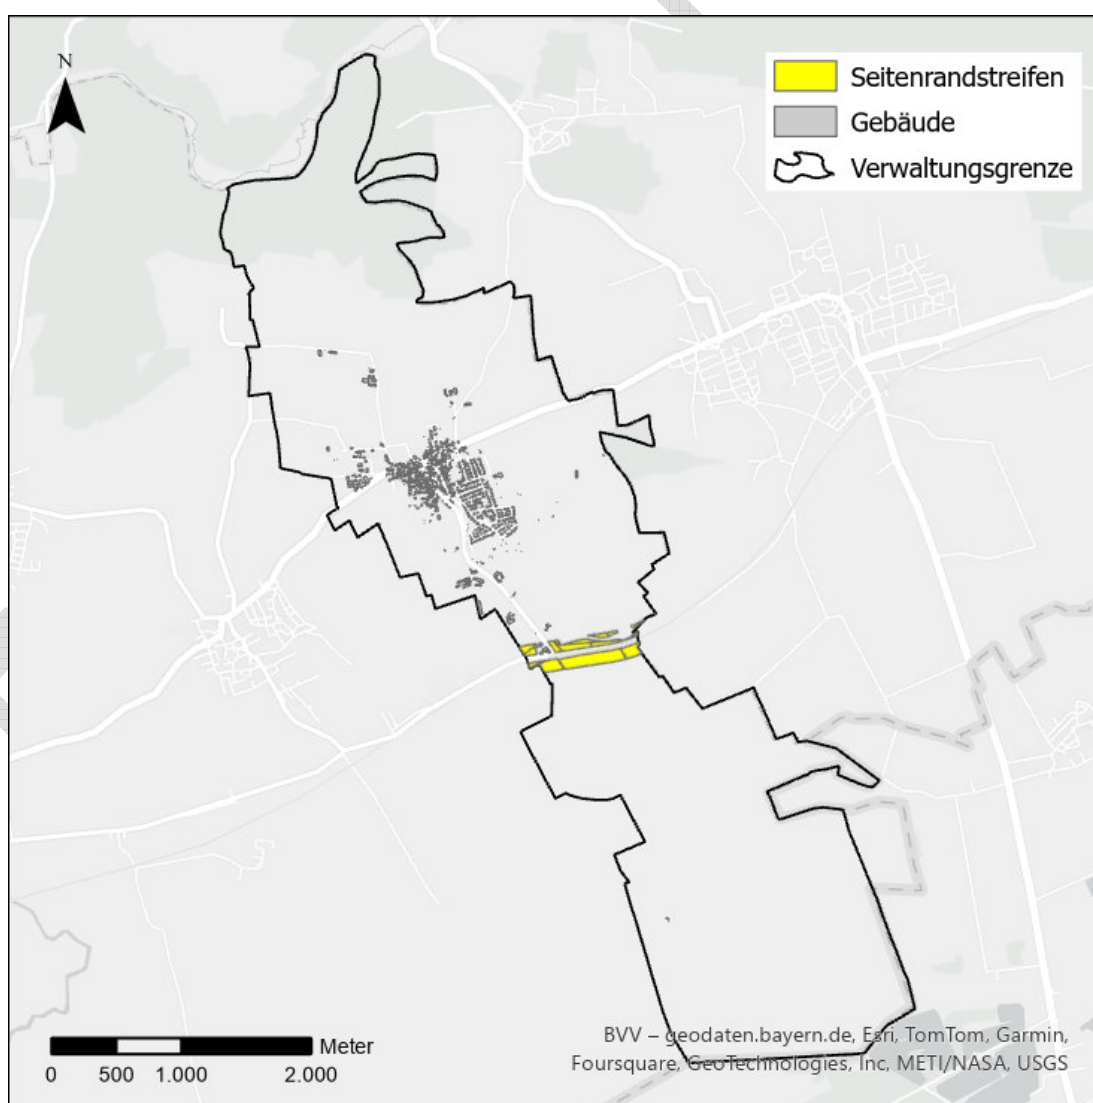 N
Seitenrandstreifen
Gebäude
Verwaltungsgrenze
Meter
0 500 1.000 2.000
BVV – geodaten.bayern.de, Esri, TomTom, Garmin,
Foursquare, GeoTechnologies, Inc, METI/NASA, USGS